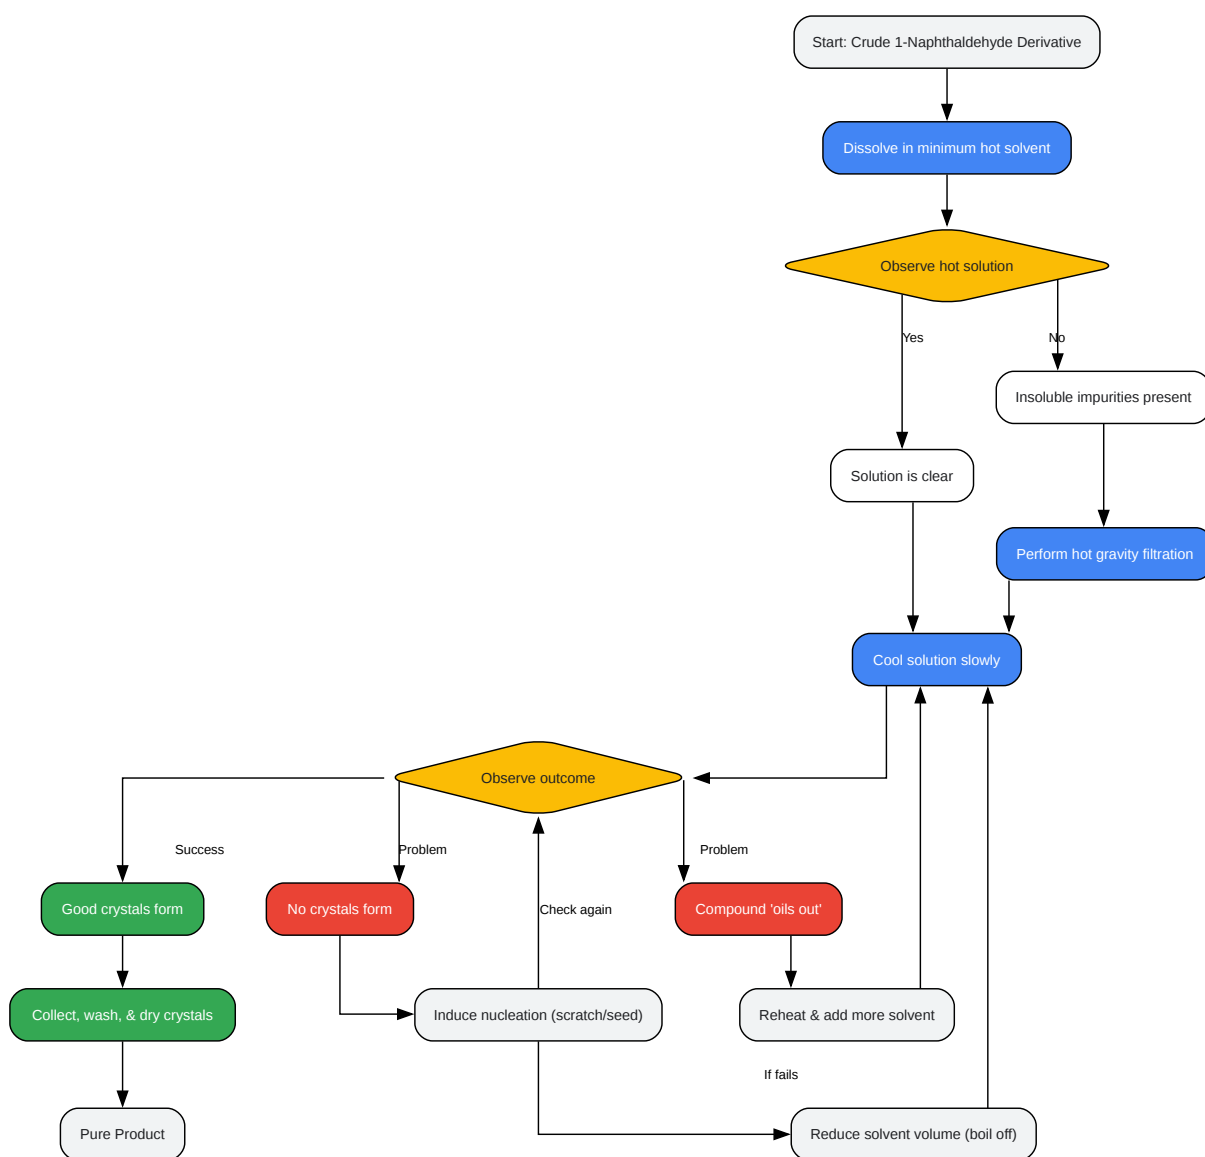 Start: Crude 1-Naphthaldehyde Derivative
Dissolve in minimum hot solvent
Observe hot solution
Yes
No
Insoluble impurities present
Solution is clear
Perform hot gravity filtration
Cool solution slowly
Observe outcome
Success
Problem
Problem
Good crystals form
No crystals form
Check again
Compound 'oils out'
Collect, wash, & dry crystals
Induce nucleation (scratch/seed)
Reheat & add more solvent
If fails
Pure Product
Reduce solvent volume (boil off)